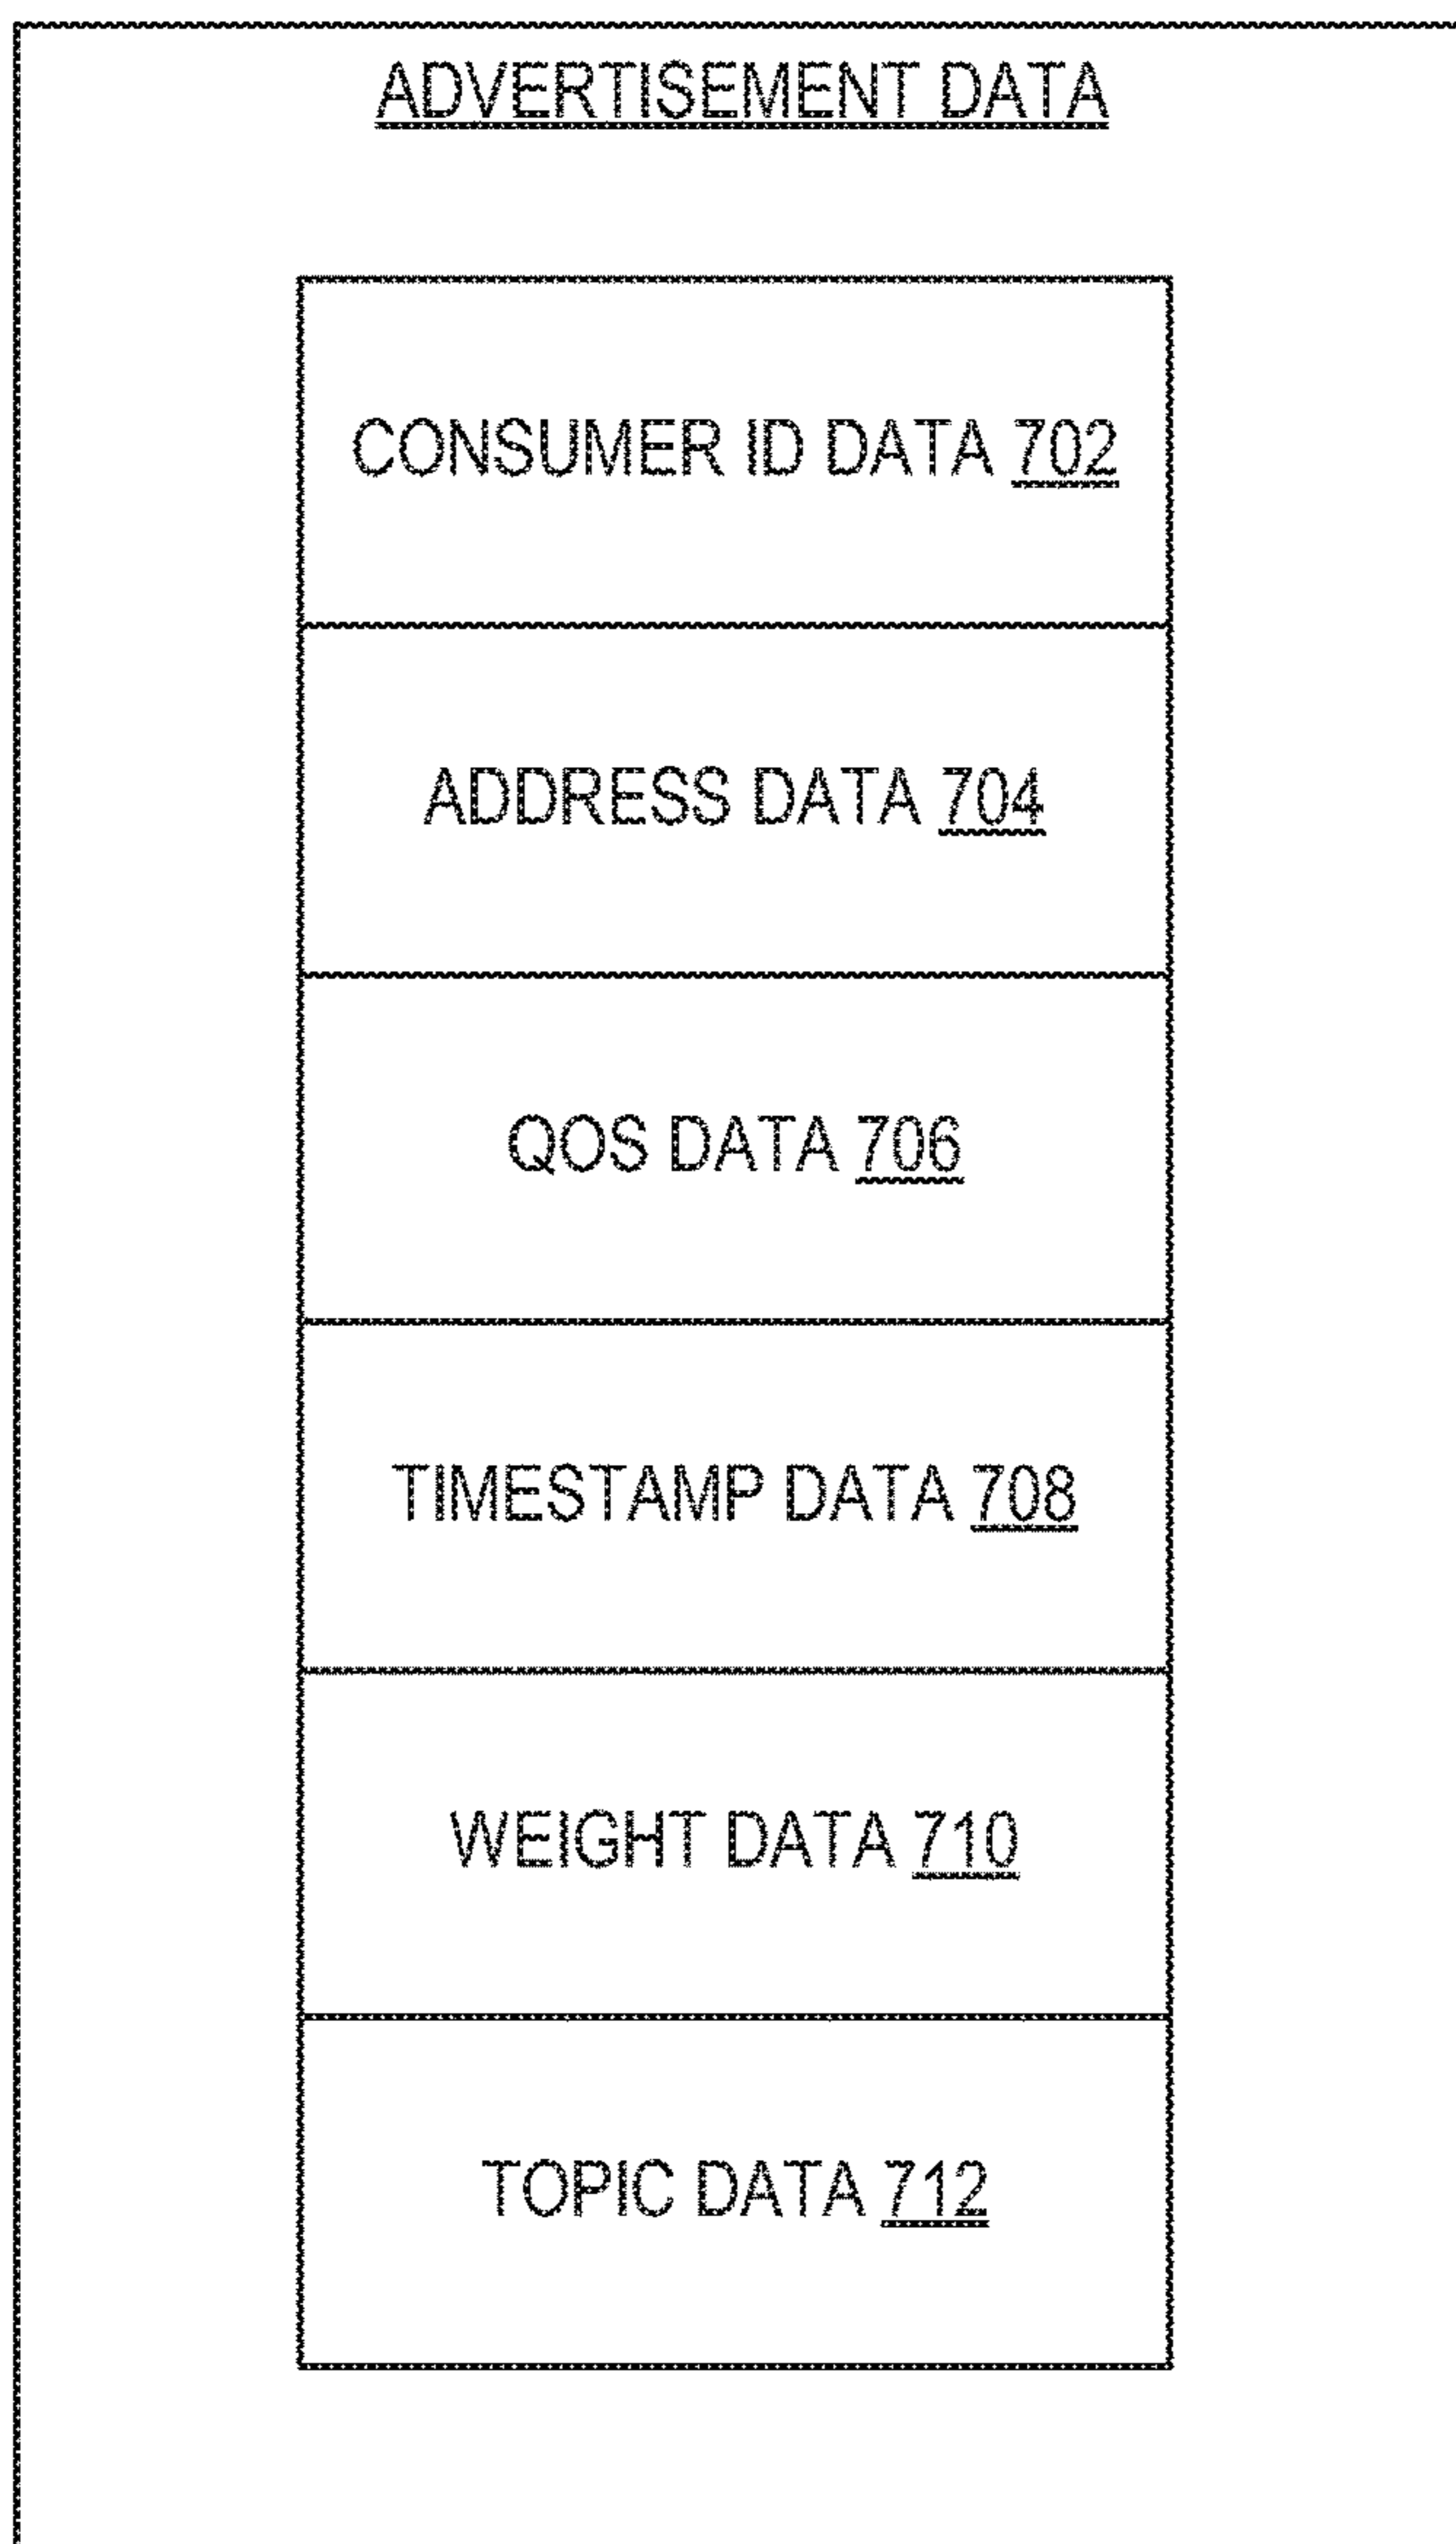 ADVERTISEMENT DATA
CONSUMER ID DATA 702
ADDRESS DATA 704
QOS DATA 706
TIMESTAMP DATA 708
WEIGHT DATA 710
TOPIC DATA 712